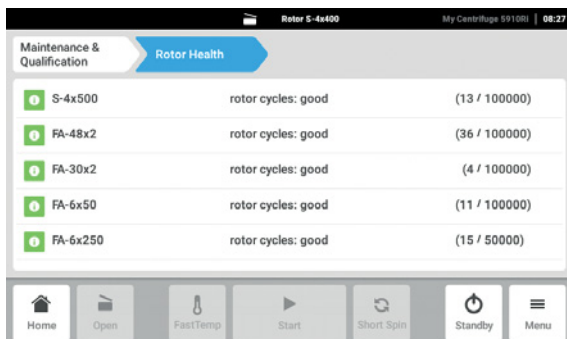 Rotor S-4x400
My Centrifuge 5910Ri | 08:27
Maintenance &
Qualification
Rotor Health
S-4x500 rotor cycles: good (13 / 100000)
FA-48x2 rotor cycles: good (36 / 100000)
FA-30x2 rotor cycles: good (4 / 100000)
FA-6x50 rotor cycles: good (11 / 100000)
FA-6x250 rotor cycles: good (15 / 50000)
Home Open FastTemp Start Short Spin Standby Menu